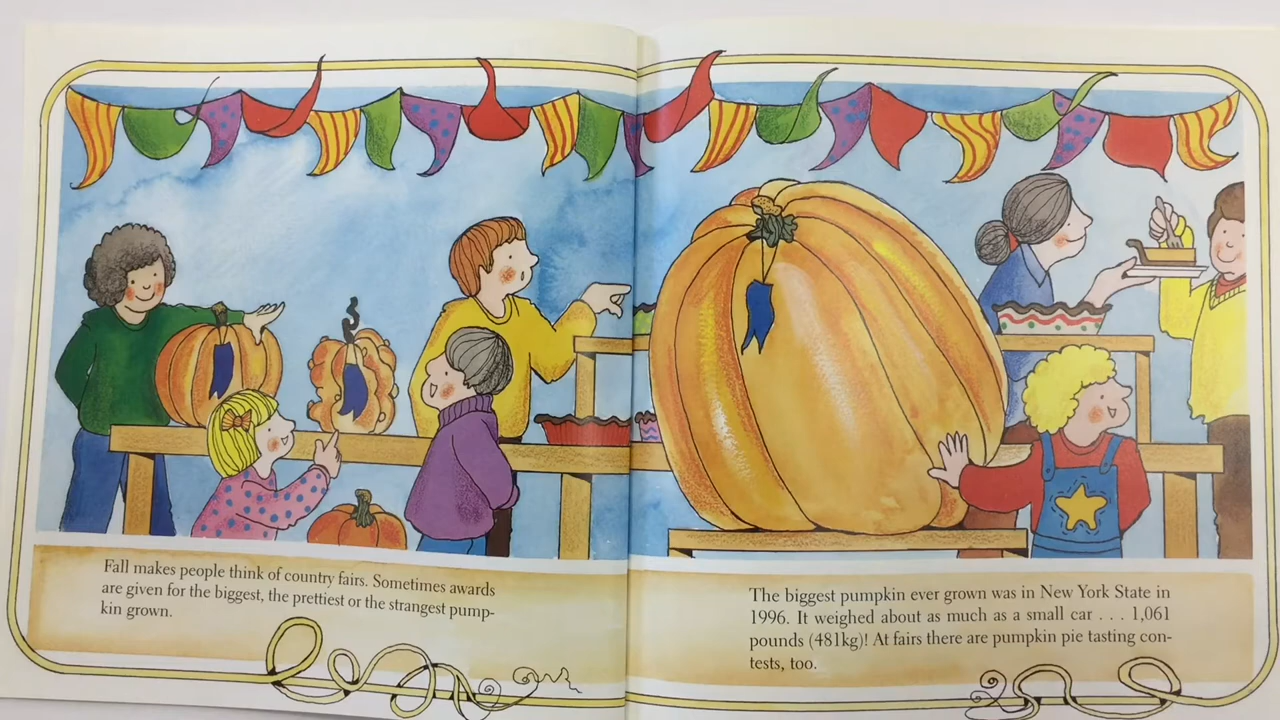 Fall makes people think of country fairs. Sometimes awards
are given for the biggest, the prettiest or the strangest pump-
kin grown.
The biggest pumpkin ever grown was in New York State in
1996. It weighed about as much as a small car . . . 1,061
pounds (481kg)! At fairs there are pumpkin pie tasting con-
tests, too.